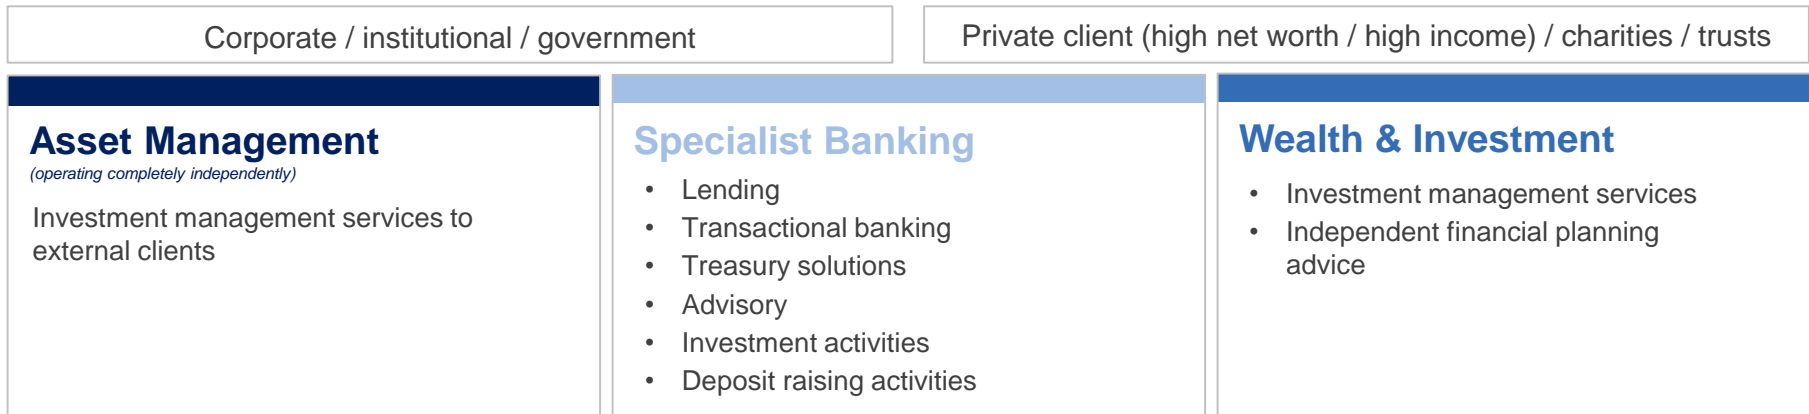 Corporate / institutional / government
Private client (high net worth / high income) / charities / trusts
Asset Management
(operating completely independently)
Investment management services to
external clients
Specialist Banking
• Lending
• Transactional banking
• Treasury solutions
• Advisory
• Investment activities
• Deposit raising activities
Wealth & Investment
• Investment management services
• Independent financial planning
advice